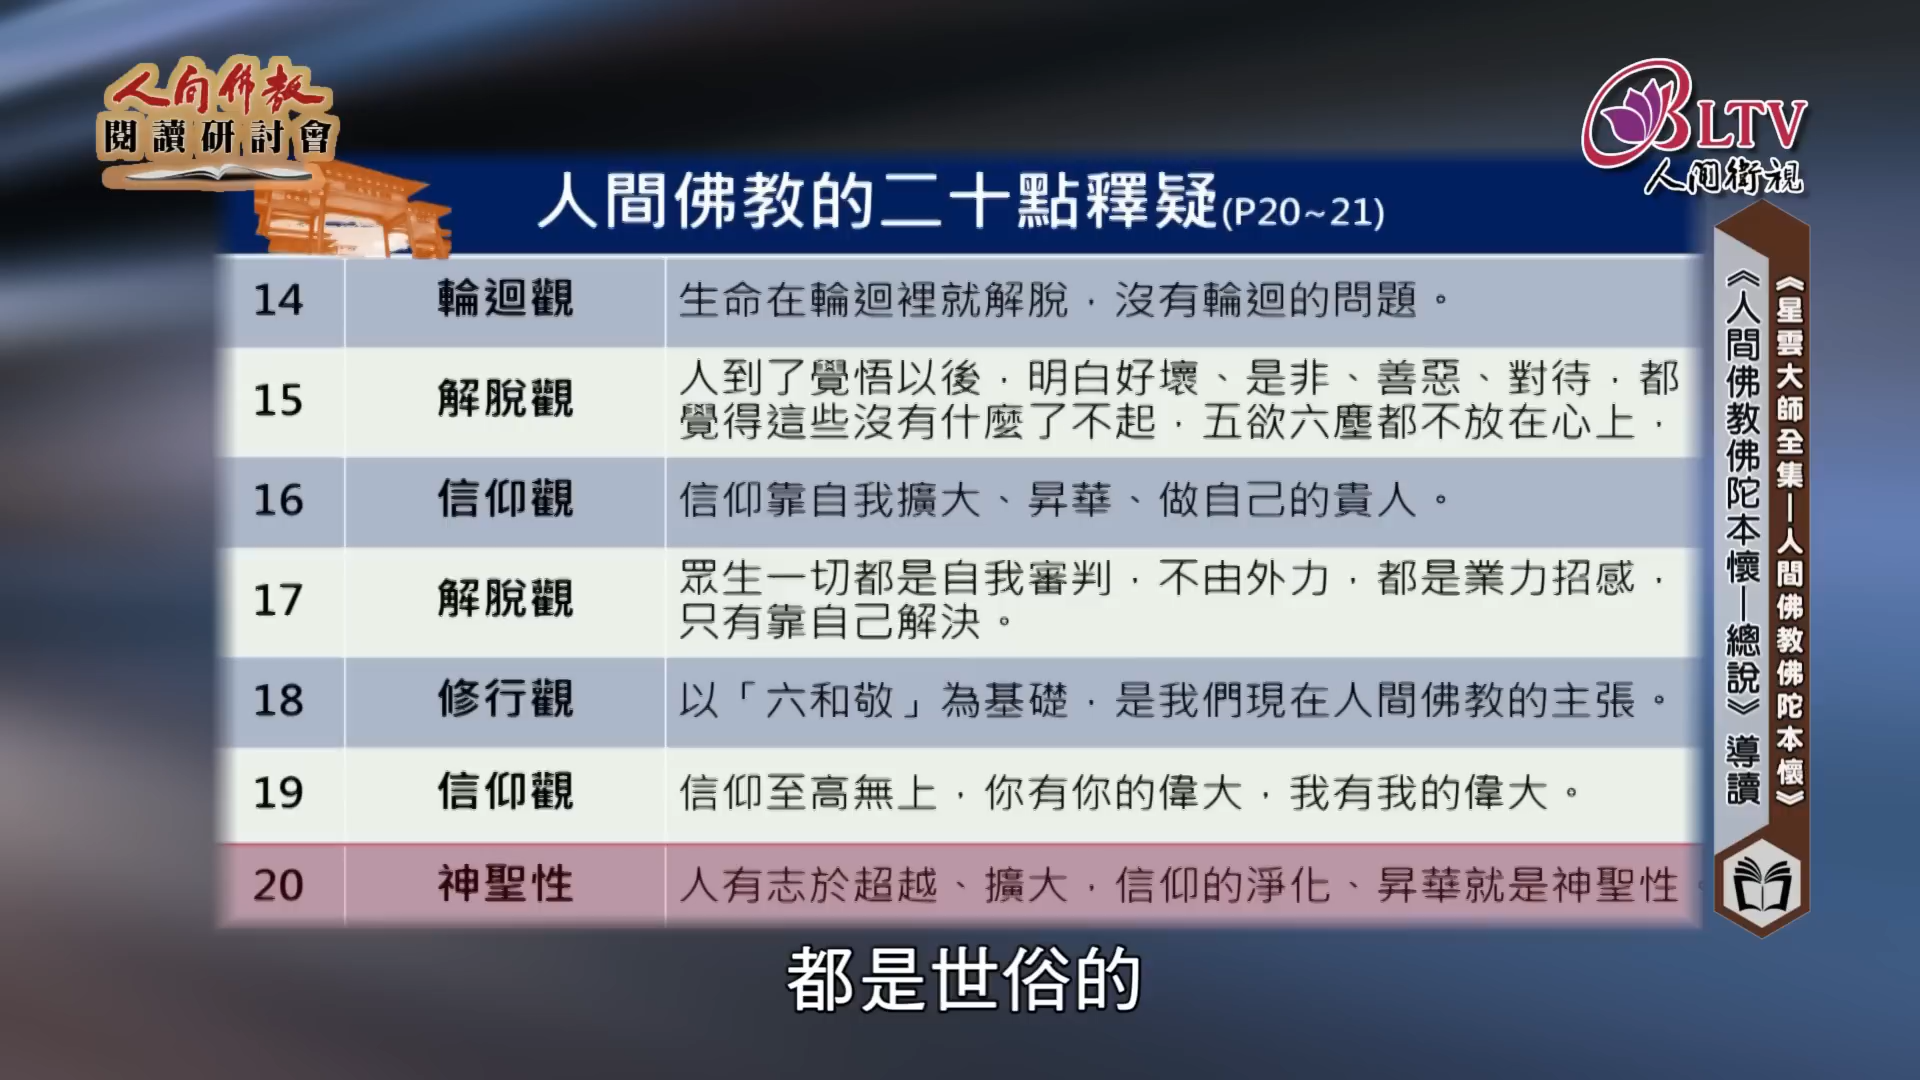 人间佛教
閱讀研討會
BLTV
人間衛視
人間佛教的二十點釋疑(P20~21)
14 輪迴觀 生命在輪迴裡就解脫，沒有輪迴的問題。
15 解脫觀 人到了覺悟以後，明白好壞、是非、善惡、對待，都
覺得這些沒有什麼了不起，五欲六塵都不放在心上，
16 信仰觀 信仰靠自我擴大、昇華、做自己的貴人。
17 解脫觀 眾生一切都是自我審判，不由外力，都是業力招感，
只有靠自己解決。
18 修行觀 以「六和敬」為基礎，是我們現在人間佛教的主張。
19 信仰觀 信仰至高無上，你有你的偉大，我有我的偉大。
20 神聖性 人有志於超越、擴大，信仰的淨化、昇華就是神聖性。
《星雲大師全集—人間佛教佛陀本懷》
《人間佛教佛陀本懷—總說》導讀
都是世俗的